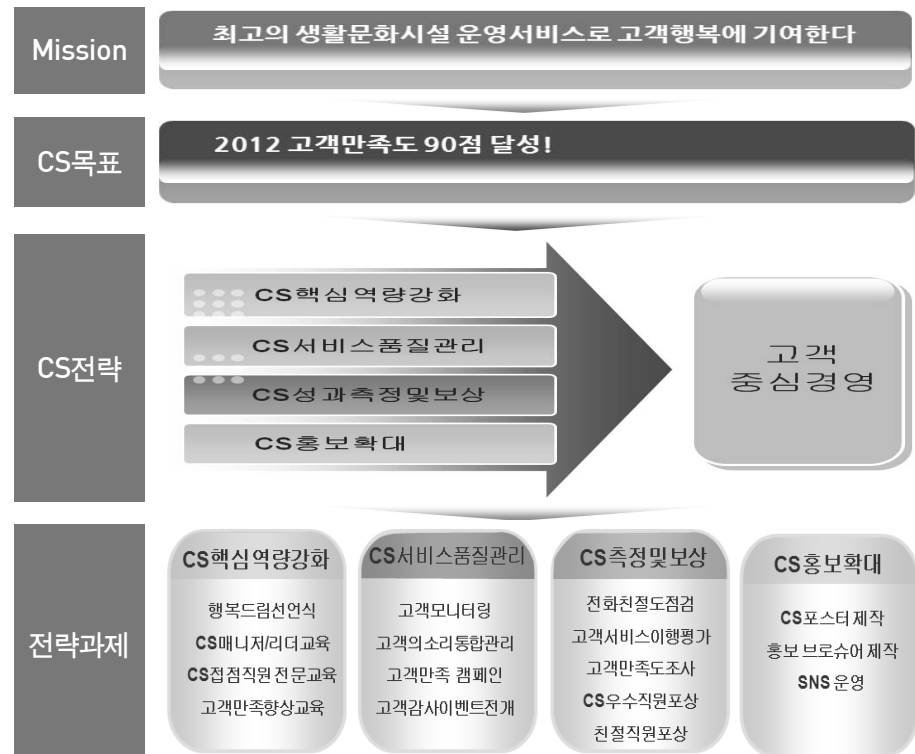 Mission
최고의 생활문화시설 운영서비스로 고객행복에 기여한다
CS목표
2012 고객만족도 90점 달성!
CS전략
CS핵심역량강화
CS서비스품질관리
CS성과측정및보상
CS홍보확대
고객
중심경영
전략과제
CS핵심역량강화
행복드림선언식
CS매니저/리더교육
CS접점직원 전문교육
고객만족향상교육
CS서비스품질관리
고객모니터링
고객의소리통합관리
고객만족 캠페인
고객감사이벤트전개
CS측정및보상
전화친절도점검
고객서비스이행평가
고객만족도조사
CS우수직원포상
친절직원포상
CS홍보확대
CS포스터 제작
홍보 브로슈어 제작
SNS 운영